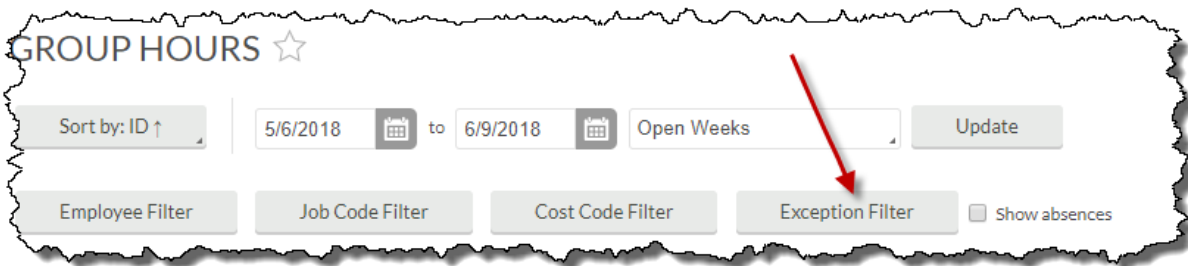 GROUP HOURS
Sort by: ID ↑ 5/6/2018 to 6/9/2018 Open Weeks Update
Employee Filter Job Code Filter Cost Code Filter Exception Filter Show absences